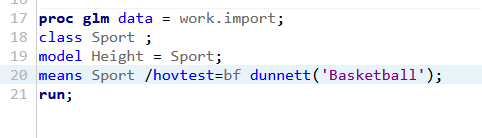 17 proc glm data = work.import;
18 class Sport ;
19 model Height = Sport;
20 means Sport /hovtest=bf dunnett('Basketball');
21 run;